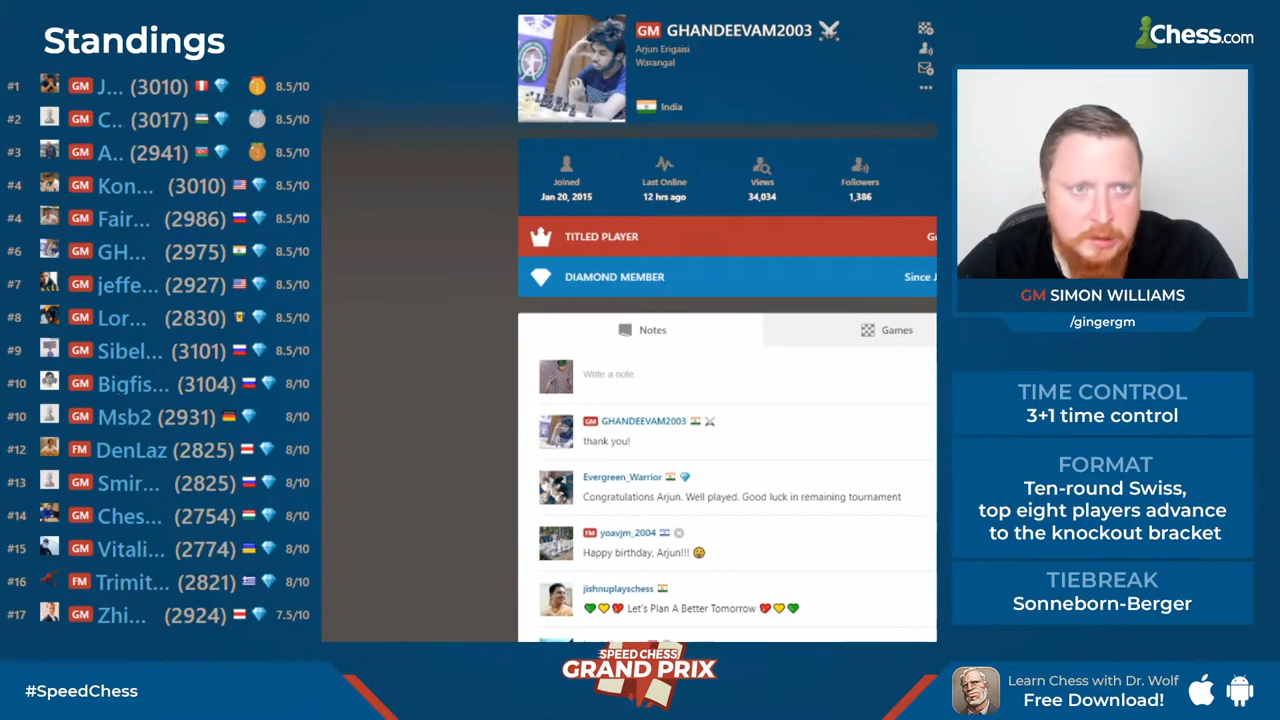 Standings
#1 GM J... (3010) 8.5/10
#2 GM C... (3017) 8.5/10
#3 GM A.. (2941) 8.5/10
#4 GM Kon... (3010) 8.5/10
#4 GM Fair... (2986) 8.5/10
#6 GM GH... (2975) 8.5/10
#7 GM jeffe... (2927) 8.5/10
#8 GM Lor... (2830) 8.5/10
#9 GM Sibel... (3101) 8.5/10
#10 GM Bigfis... (3104) 8/10
#10 GM Msb2 (2931) 8/10
#12 FM DenLaz (2825) 8/10
#13 GM Smir... (2825) 8/10
#14 GM Ches... (2754) 8/10
#15 GM Vitali... (2774) 8/10
#16 FM Trimit... (2821) 8/10
#17 GM Zhi... (2924) 7.5/10
#SpeedChess
GM GHANDEEVAM2003
Arjun Erigaisi
Warangal
India
Joined Last Online Views Followers
Jan 20, 2015 12 hrs ago 34,034 1,386
TITLED PLAYER
DIAMOND MEMBER Since
Notes Games
Write a note...
GM GHANDEEVAM2003
thank you!
Evergreen_Warrior
Congratulations Arjun. Well played. Good luck in remaining tournament
FM yoavjm_2004
Happy birthday, Arjun!!!
jishnuplayschess
Let's Plan A Better Tomorrow
SPEED CHESS
GRAND PRIX
Chess.com
GM SIMON WILLIAMS
/gingergm
TIME CONTROL
3+1 time control
FORMAT
Ten-round Swiss,
top eight players advance
to the knockout bracket
TIEBREAK
Sonneborn-Berger
Learn Chess with Dr. Wolf
Free Download!